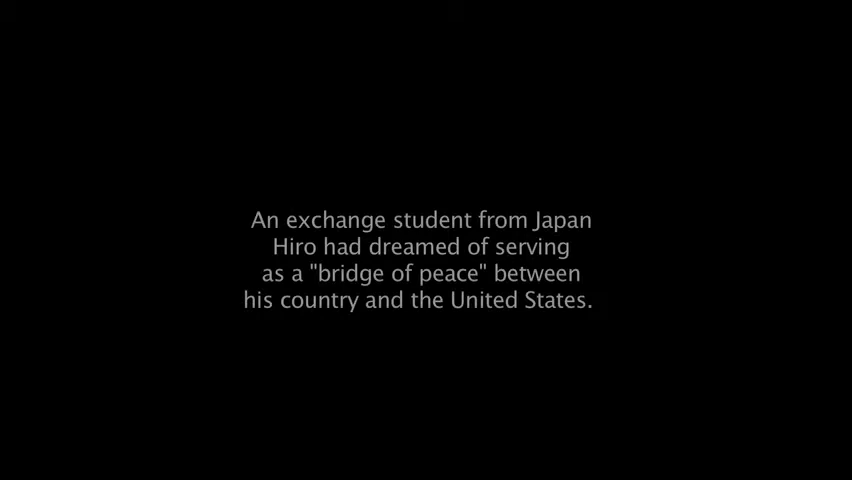 An exchange student from Japan
Hiro had dreamed of serving
as a "bridge of peace" between
his country and the United States.